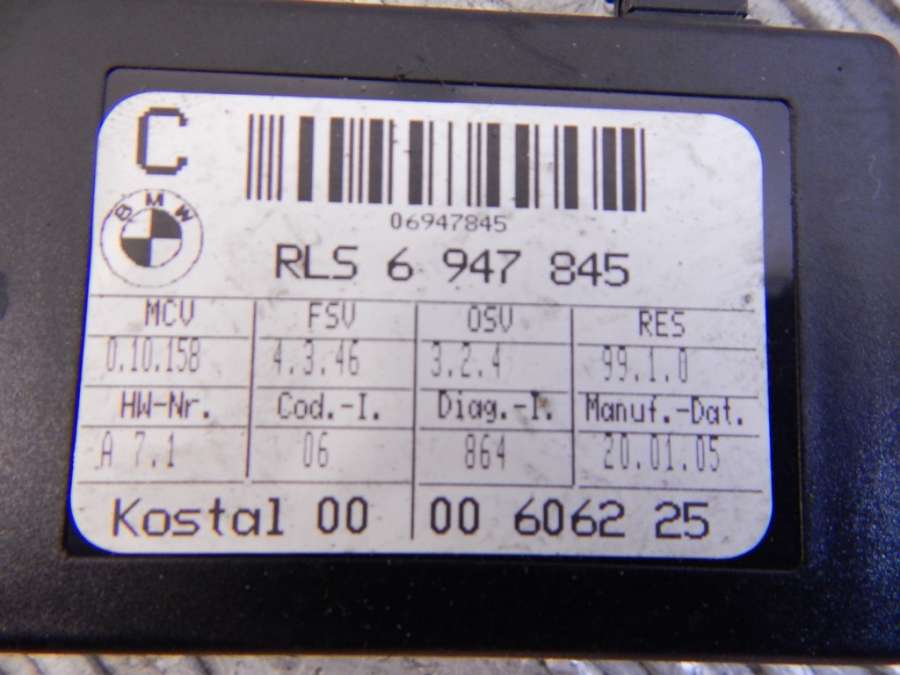 C
BMW
06947845
RLS 6 947 845
MCV FSV OSV RES
0.10.158 4.3.46 3.2.4 99.1.0
HW-Nr. Cod.-I. Diag.-I. Manuf.-Dat.
A 7.1 06 864 20.01.05
Kostal 00 00 6062 25